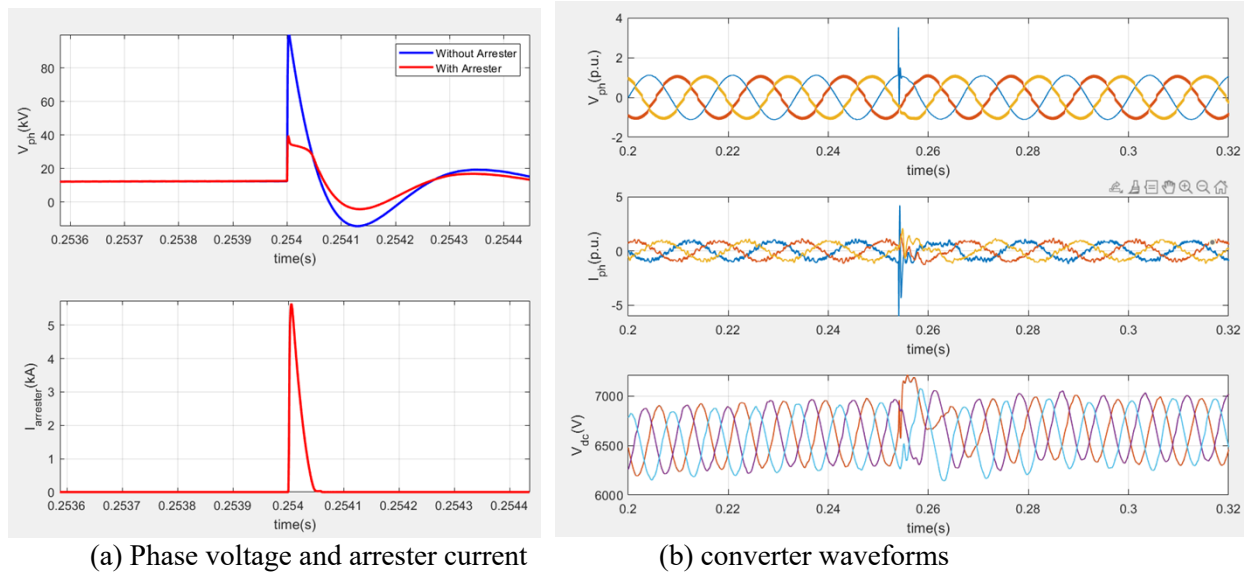 V_ph(kV)
80
60
40
20
0
Without Arrester
With Arrester
0.2536 0.2537 0.2538 0.2539 0.254 0.2541 0.2542 0.2543 0.2544
time(s)
I_arrester(kA)
5
4
3
2
1
0
0.2536 0.2537 0.2538 0.2539 0.254 0.2541 0.2542 0.2543 0.2544
time(s)
(a) Phase voltage and arrester current
V_ph(p.u.)
4
2
0
-2
0.2 0.22 0.24 0.26 0.28 0.3 0.32
time(s)
I_ph(p.u.)
5
0
-5
0.2 0.22 0.24 0.26 0.28 0.3 0.32
time(s)
V_dc(V)
7000
6500
6000
0.2 0.22 0.24 0.26 0.28 0.3 0.32
time(s)
(b) converter waveforms